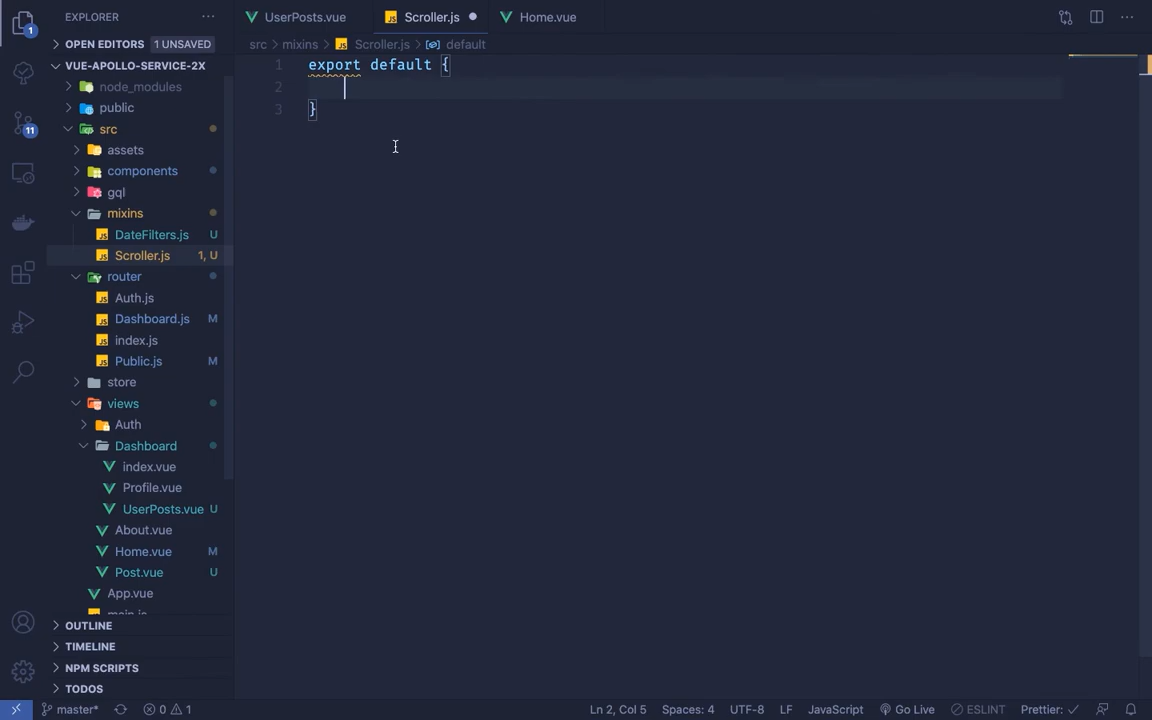 EXPLORER
UserPosts.vue
Scroller.js
Home.vue
OPEN EDITORS 1 UNSAVED
src > mixins > Scroller.js > default
VUE-APOLLO-SERVICE-2X
1 export default {
2
3 }
node_modules
public
src
assets
components
gql
mixins
DateFilters.js U
Scroller.js 1, U
router
Auth.js
Dashboard.js M
index.js
Public.js M
store
views
Auth
Dashboard
index.vue
Profile.vue
UserPosts.vue U
About.vue
Home.vue M
Post.vue U
App.vue
main.js
OUTLINE
TIMELINE
NPM SCRIPTS
TODOS
1
11
master* 0 1 Ln 2, Col 5 Spaces: 4 UTF-8 LF JavaScript Go Live ESLINT Prettier: